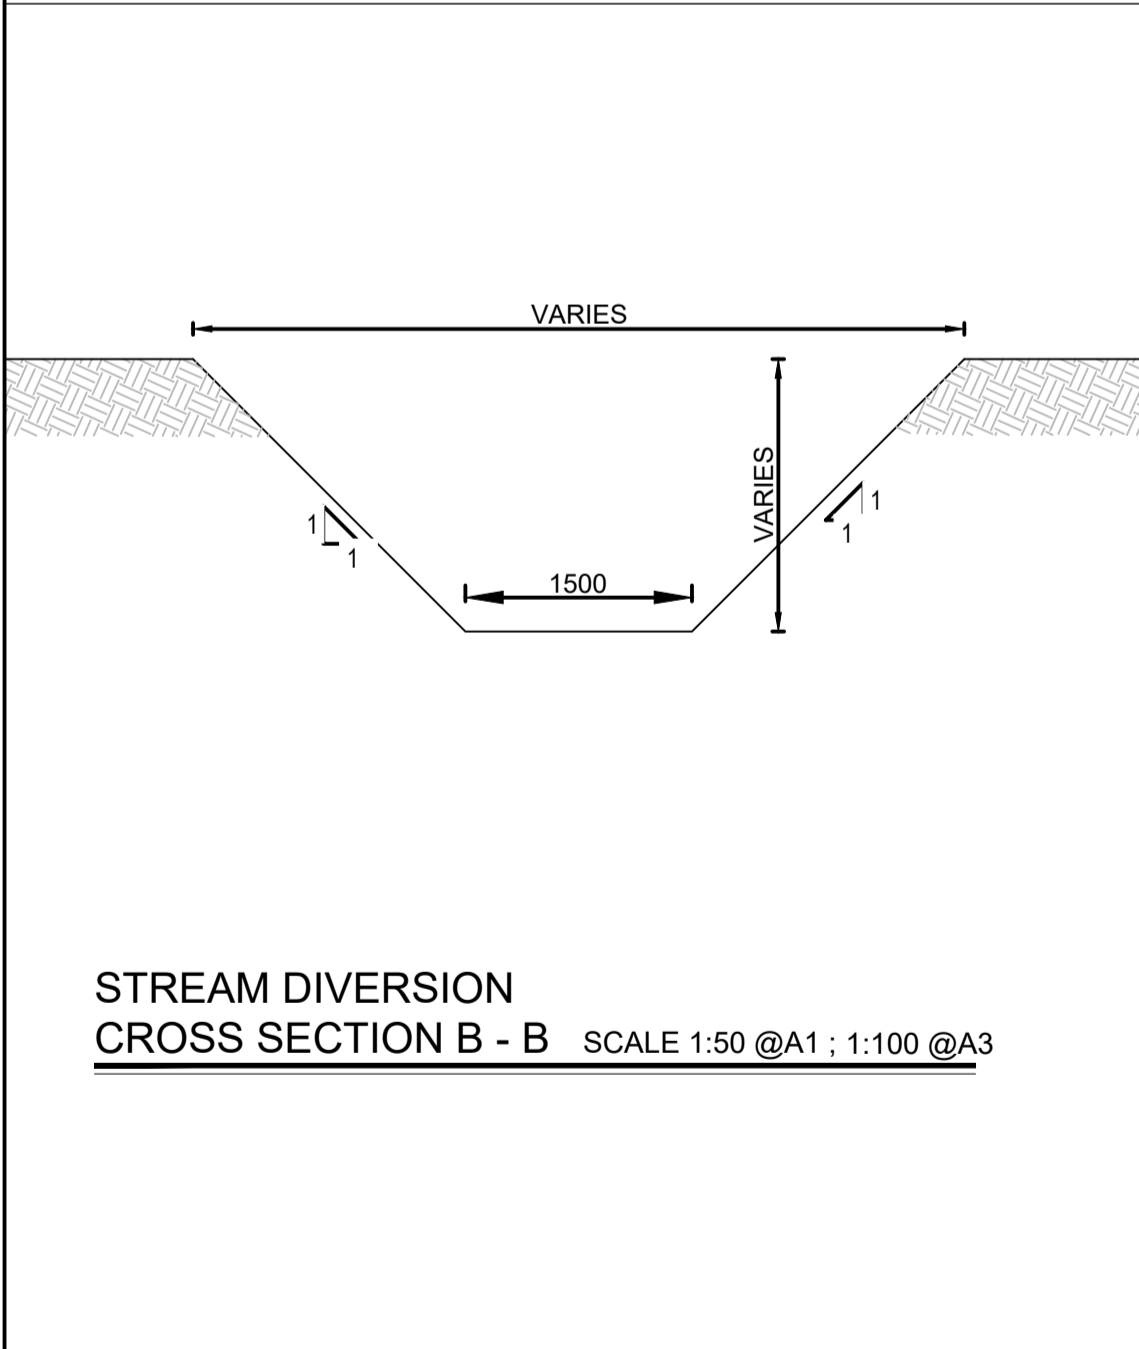 VARIES
VARIES
1
1
1
1
1500
STREAM DIVERSION
CROSS SECTION B - B SCALE 1:50 @A1 ; 1:100 @A3